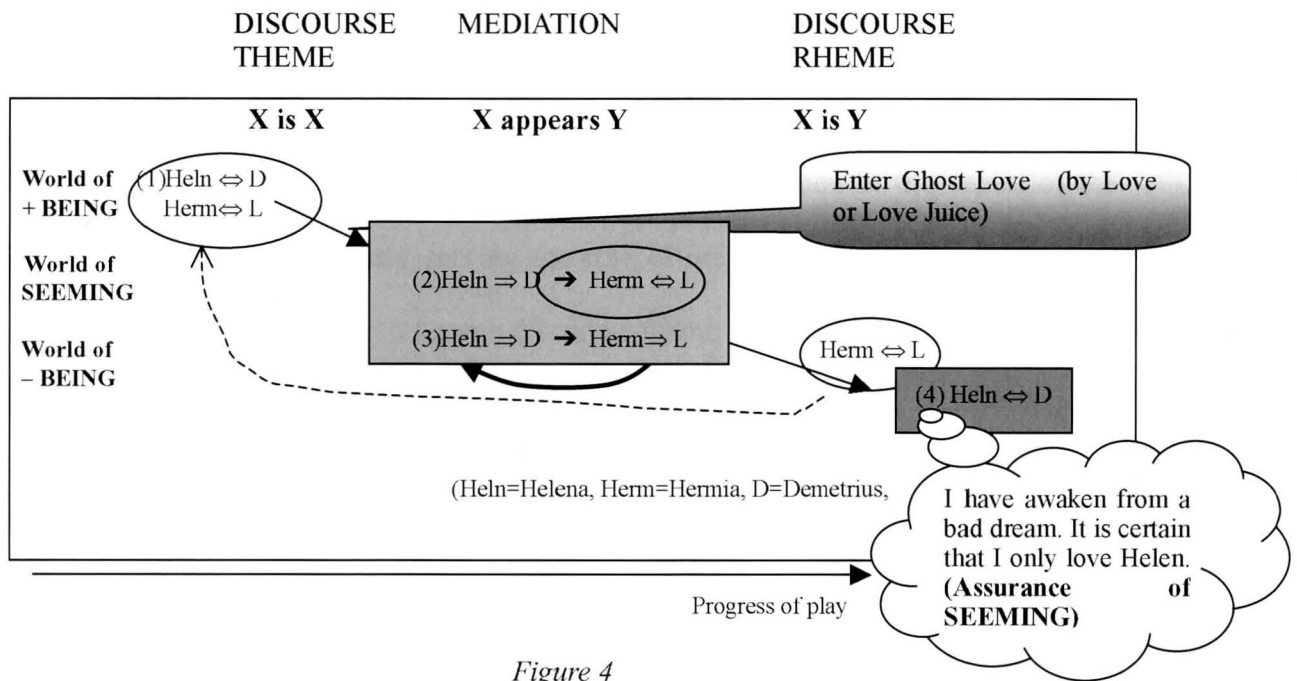 DISCOURSE THEME
MEDIATION
DISCOURSE RHEME
X is X
X appears Y
X is Y
World of + BEING
(1)Heln ⇔ D
Herm⇔ L
Enter Ghost Love (by Love or Love Juice)
World of SEEMING
(2)Heln ⇒ D ➔ Herm ⇔ L
(3)Heln ⇒ D ➔ Herm⇒ L
World of – BEING
Herm ⇔ L
(4) Heln ⇔ D
(Heln=Helena, Herm=Hermia, D=Demetrius,
I have awaken from a
bad dream. It is certain
that I only love Helen.
(Assurance of
SEEMING)
Progress of play
Figure 4